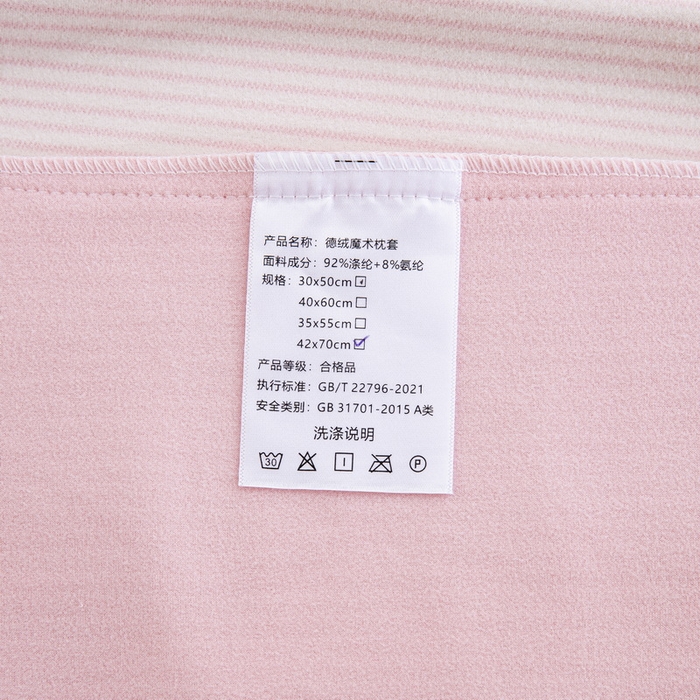 产品名称：德绒魔术枕套
面料成分：92%涤纶+8%氨纶
规格：30x50cm
40x60cm
35x55cm
42x70cm
产品等级：合格品
执行标准：GB/T 22796-2021
安全类别：GB 31701-2015 A类
洗涤说明
30 P